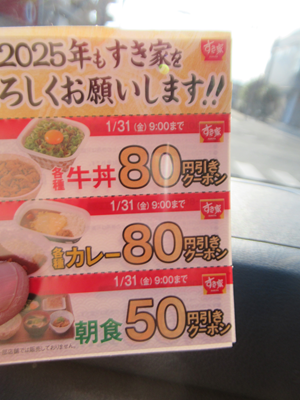 2025年もすき家を
ろしくお願いします!!
すき家
1/31(金)9:00まで
すき家
各種牛丼80円引きクーポン
1/31(金)9:00まで
すき家
各種カレー80円引きクーポン
1/31(金)9:00まで
すき家
朝食50円引きクーポン